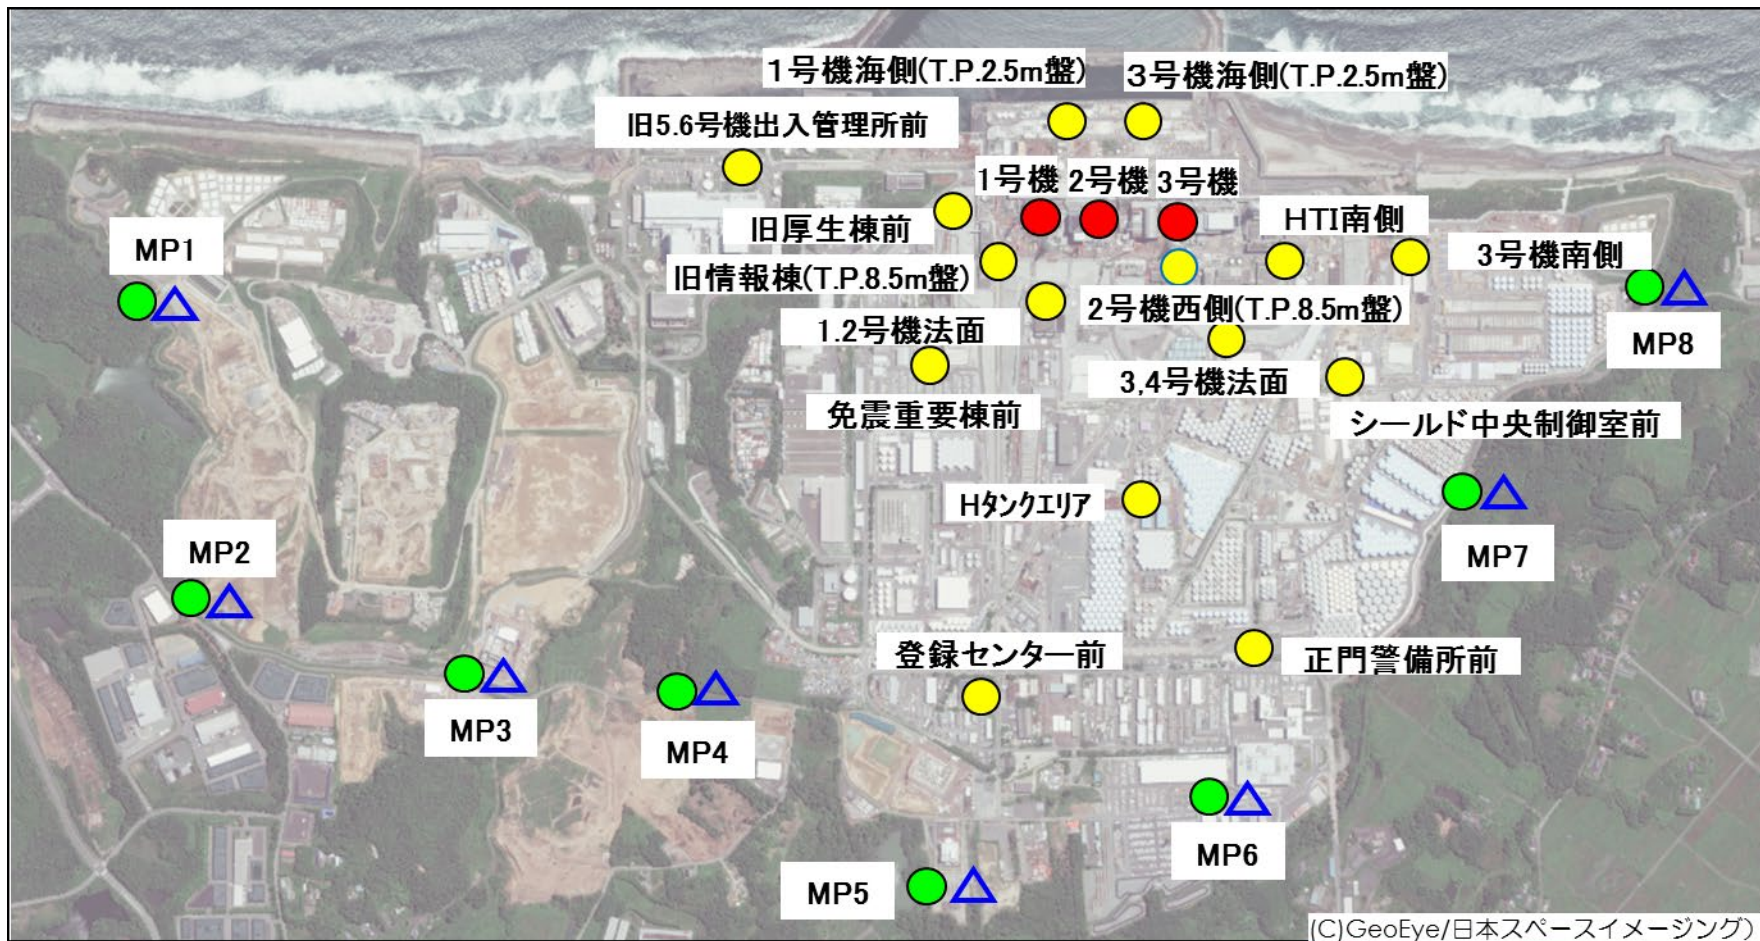 1号機海側(T.P.2.5m盤)
3号機海側(T.P.2.5m盤)
旧5.6号機出入管理所前
1号機
2号機
3号機
旧厚生棟前
HTI南側
MP1
3号機南側
旧情報棟(T.P.8.5m盤)
2号機西側(T.P.8.5m盤)
1.2号機法面
MP8
3,4号機法面
免震重要棟前
シールド中央制御室前
Hﾀﾝｸエリア
MP2
MP7
登録センター前
正門警備所前
MP3
MP4
MP6
MP5
(C)GeoEye/日本スペースイメージング)